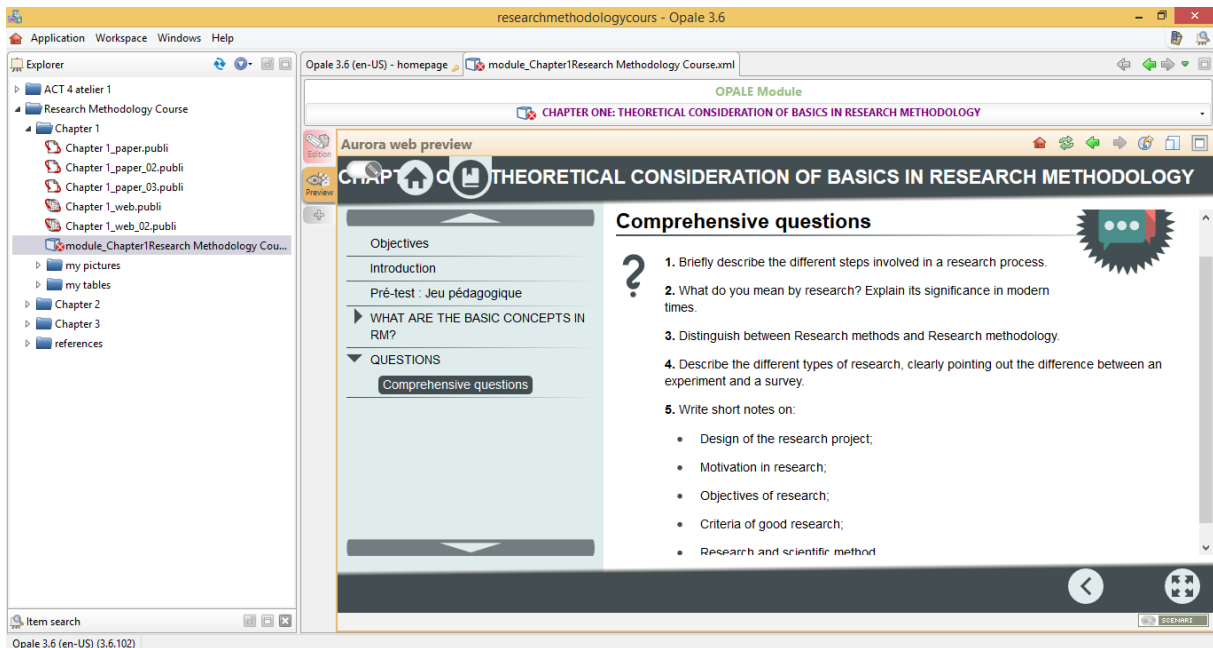 researchmethodologycours - Opale 3.6
Application Workspace Windows Help
Explorer
Opale 3.6 (en-US) - homepage
module_Chapter1Research Methodology Course.xml
ACT 4 atelier 1
Research Methodology Course
Chapter 1
Chapter 1_paper.publi
Chapter 1_paper_02.publi
Chapter 1_paper_03.publi
Chapter 1_web.publi
Chapter 1_web_02.publi
module_Chapter1Research Methodology Cou...
my pictures
my tables
Chapter 2
Chapter 3
references
Item search
Opale 3.6 (en-US) (3.6.102)
OPALE Module
CHAPTER ONE: THEORETICAL CONSIDERATION OF BASICS IN RESEARCH METHODOLOGY
Edition
Preview
Aurora web preview
THEORETICAL CONSIDERATION OF BASICS IN RESEARCH METHODOLOGY
Objectives
Introduction
Pré-test : Jeu pédagogique
WHAT ARE THE BASIC CONCEPTS IN
RM?
QUESTIONS
Comprehensive questions
Comprehensive questions
?
1. Briefly describe the different steps involved in a research process.
2. What do you mean by research? Explain its significance in modern
times.
3. Distinguish between Research methods and Research methodology.
4. Describe the different types of research, clearly pointing out the difference between an
experiment and a survey.
5. Write short notes on:
• Design of the research project;
• Motivation in research;
• Objectives of research;
• Criteria of good research;
• Research and scientific method
SCENARI